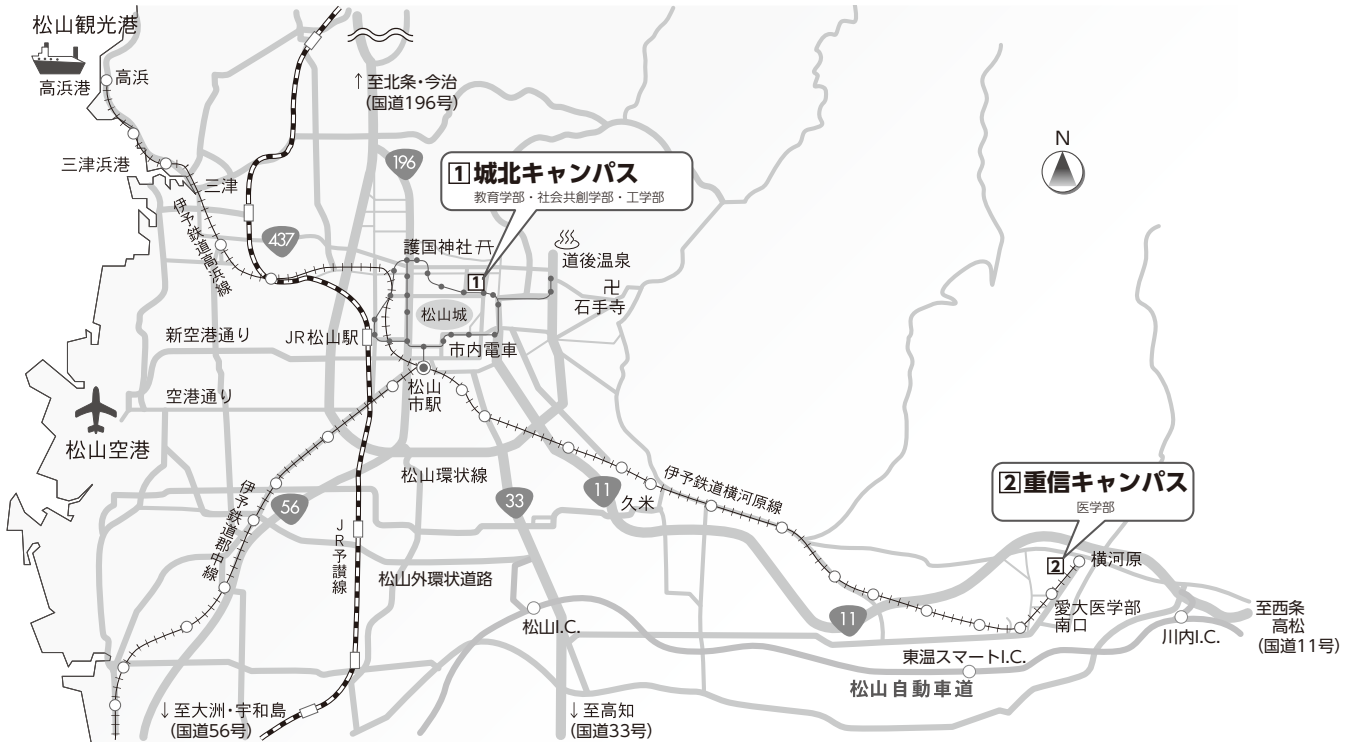 松山観光港
高浜港
高浜
↑至北条・今治
(国道196号)
三津浜港
三津
196
1 城北キャンパス
教育学部・社会共創学部・工学部
N
伊予鉄道高浜線
437
護国神社
道後温泉
1
石手寺
松山城
新空港通り
JR松山駅
市内電車
空港通り
松山
市駅
松山空港
松山環状線
伊予鉄道横河原線
2 重信キャンパス
医学部
伊予鉄道郡中線
56
33
11
久米
JR予讃線
松山外環状道路
2
横河原
松山I.C.
11
愛大医学部
南口
至西条
高松
(国道11号)
川内I.C.
東温スマートI.C.
松山自動車道
↓至大洲・宇和島
(国道56号)
↓至高知
(国道33号)